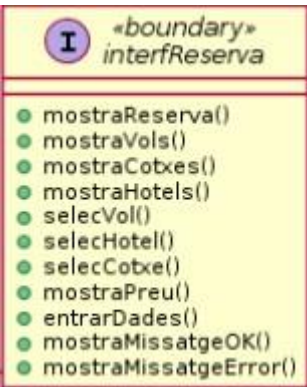 I
«boundary»
interfReserva
mostraReserva()
mostraVols()
mostraCotxes()
mostraHotels()
selecVol()
selecHotel()
selecCotxe()
mostraPreu()
entrarDades()
mostraMissatgeOK()
mostraMissatgeError()